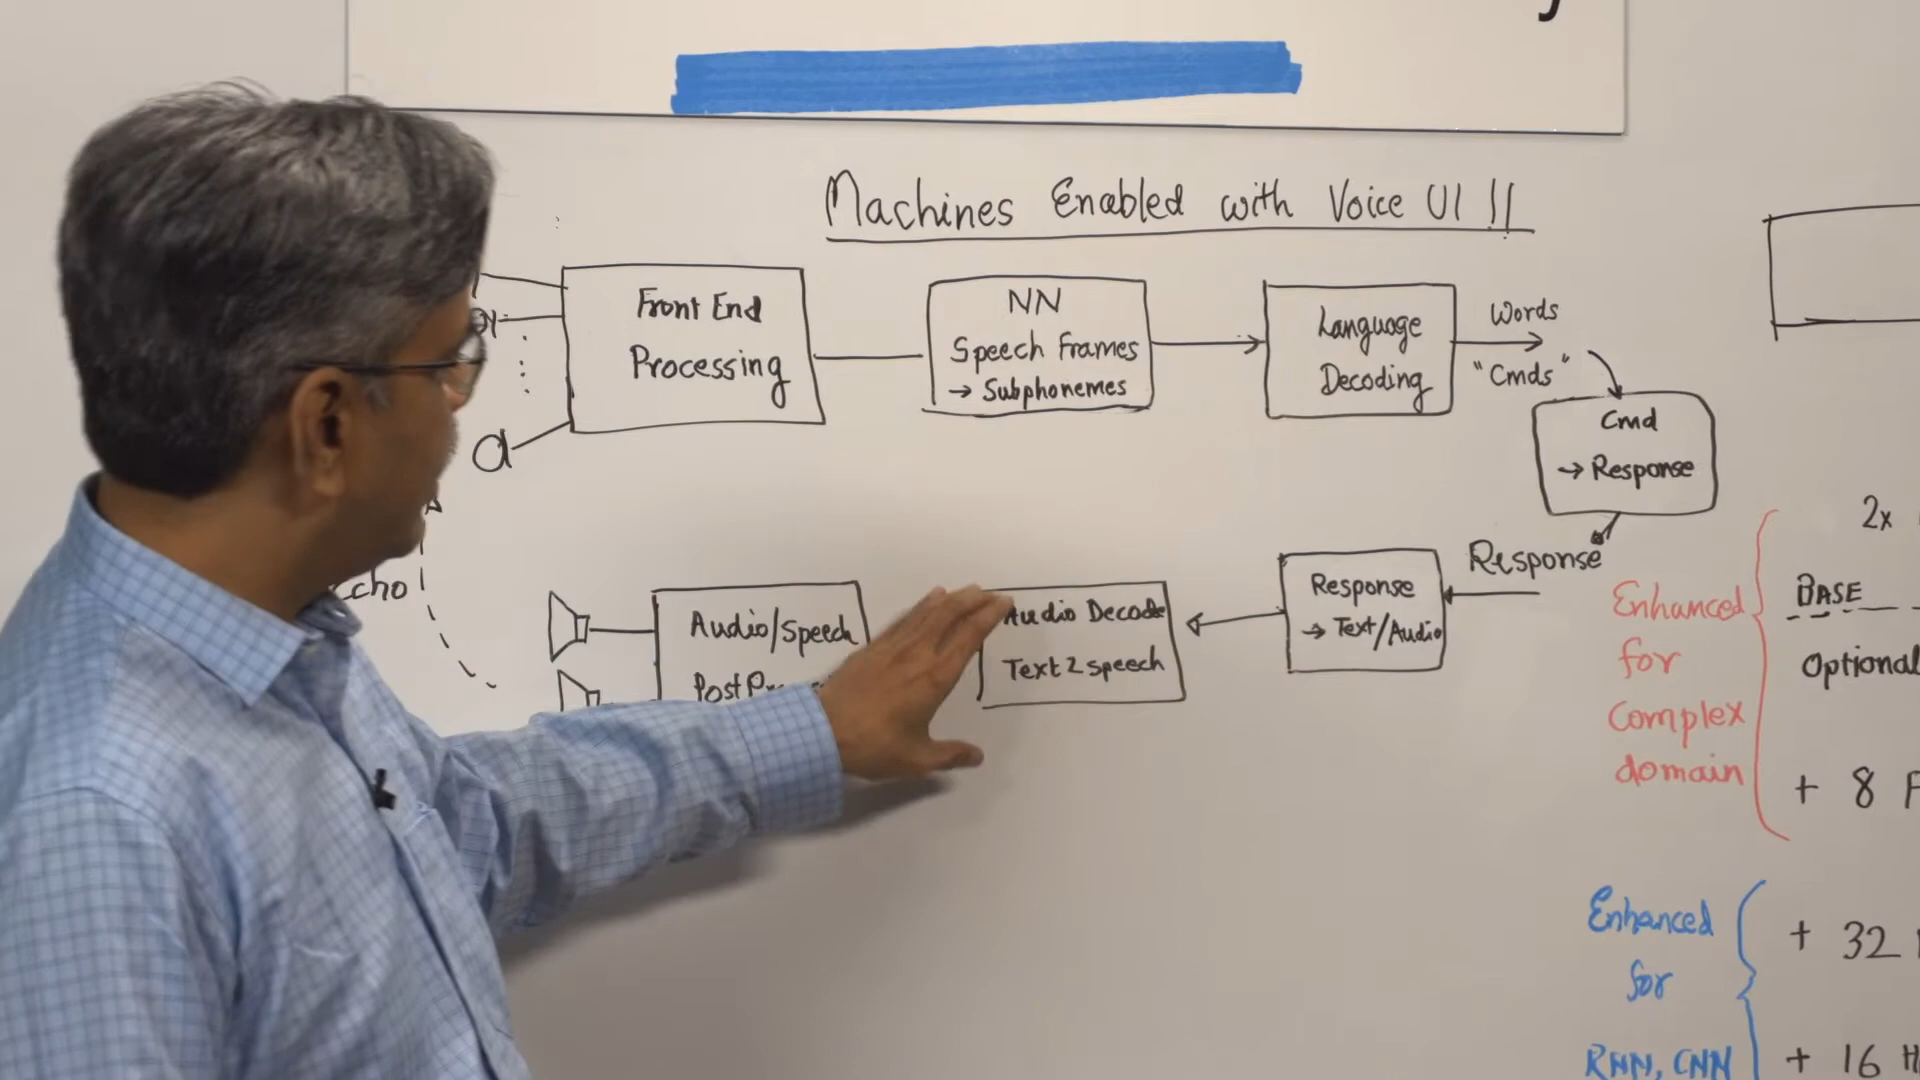 Machines Enabled with Voice UI !!
Front End
Processing
NN
Speech Frames
→ Subphonemes
Language
Decoding
Words
"Cmds"
Cmd
→ Response
Response
Response
→ Text/Audio
Audio Decode
Text 2 speech
Audio/Speech
Echo
Enhanced
for
Complex
domain
2x
BASE
Optional
+ 8
Enhanced
for
RNN, CNN
+ 32
+ 16